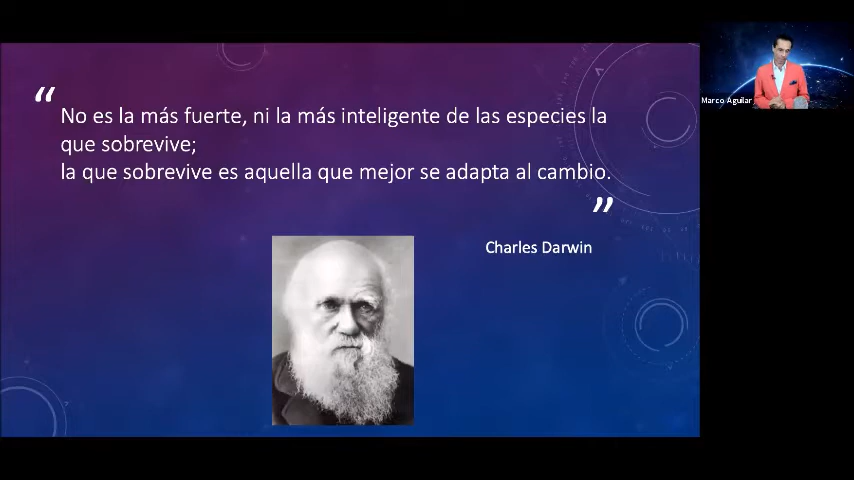 “
No es la más fuerte, ni la más inteligente de las especies la
que sobrevive;
la que sobrevive es aquella que mejor se adapta al cambio.
”
Charles Darwin
Marco Aguilar